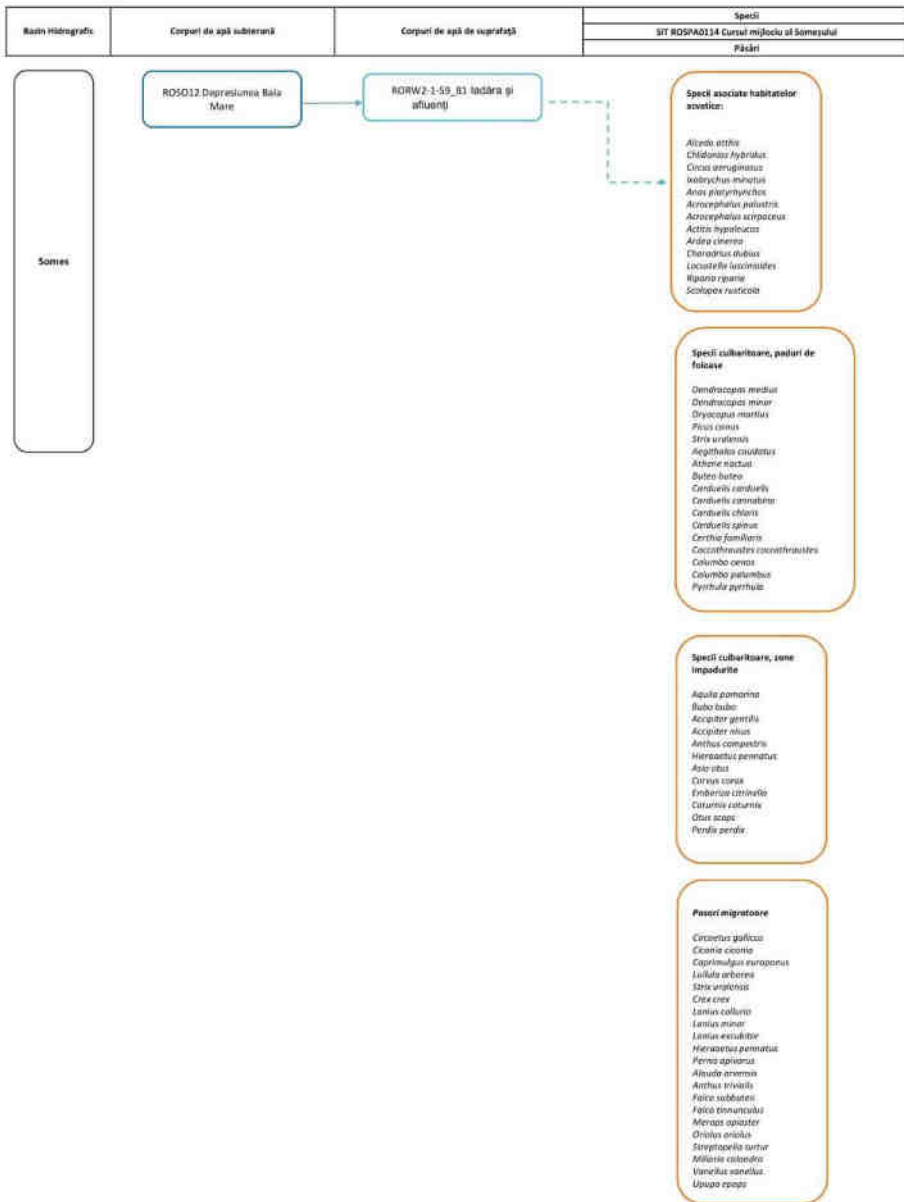 Bazin Hidrografic
Corpuri de apă subterană
Corpuri de apă de suprafață
Specii
SIT ROSPA0114 Cursul mijlociu al Someșului
Păsări
Somes
ROSO12 Depresiunea Baia
Mare
RORW2-1-59_B1 Iadăra și
afluenți
Specii asociate habitatelor
acvatice:
Alcedo atthis
Chlidonias hybridus
Circus aeruginosus
Ixobrychus minutus
Anas platyrhynchos
Acrocephalus palustris
Acrocephalus scirpaceus
Actitis hypoleucos
Ardea cinerea
Charadrius dubius
Locustella luscinioides
Riparia riparia
Scolopax rusticola
Specii cuibaritoare, paduri de
foioase
Dendrocopos medius
Dendrocopos minor
Dryocopus martius
Picus canus
Strix uralensis
Aegithalos caudatus
Athene noctua
Buteo buteo
Carduelis carduelis
Carduelis cannabina
Carduelis chloris
Carduelis spinus
Certhia familiaris
Coccothraustes coccothraustes
Columba oenas
Columba palumbus
Pyrrhula pyrrhula
Specii cuibaritoare, zone
impadurite
Aquila pomarina
Bubo bubo
Accipiter gentilis
Accipiter nisus
Anthus campestris
Hieraaetus pennatus
Asio otus
Corvus corax
Emberiza citrinella
Coturnix coturnix
Otus scops
Perdix perdix
Pasari migratoare
Circaetus gallicus
Ciconia ciconia
Caprimulgus europaeus
Lullula arborea
Strix uralensis
Crex crex
Lanius collurio
Lanius minor
Lanius excubitor
Hieraaetus pennatus
Pernis apivorus
Alauda arvensis
Anthus trivialis
Falco subbuteo
Falco tinnunculus
Merops apiaster
Oriolus oriolus
Streptopelia turtur
Miliaria calandra
Vanellus vanellus
Upupa epops